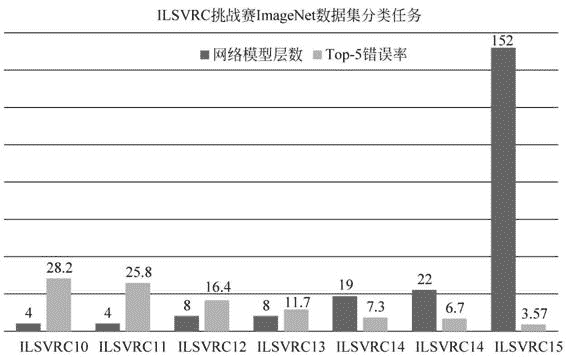 ILSVRC挑战赛ImageNet数据集分类任务
网络模型层数 Top-5错误率
152
28.2 25.8 16.4 11.7 19 7.3 22 6.7 3.57
4 4 8 8
ILSVRC10 ILSVRC11 ILSVRC12 ILSVRC13 ILSVRC14 ILSVRC14 ILSVRC15